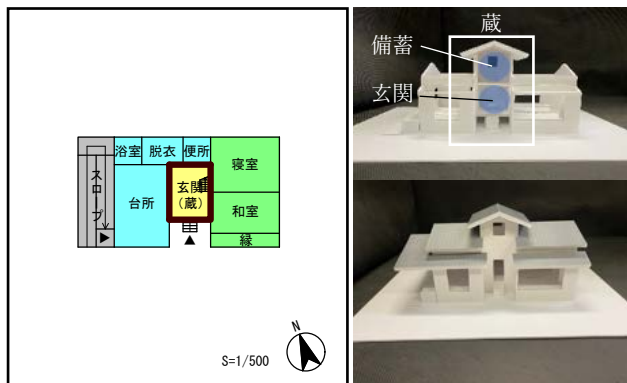 浴室
脱衣
便所
寝室
スロープ
台所
玄関
(蔵)
和室
縁
N
S=1/500
蔵
備蓄
玄関